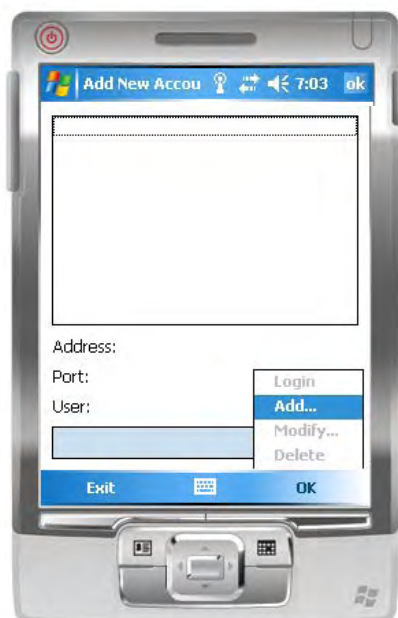 Add New Accou 7:03 ok
Address:
Port:
User:
Login
Add...
Modify...
Delete
Exit OK